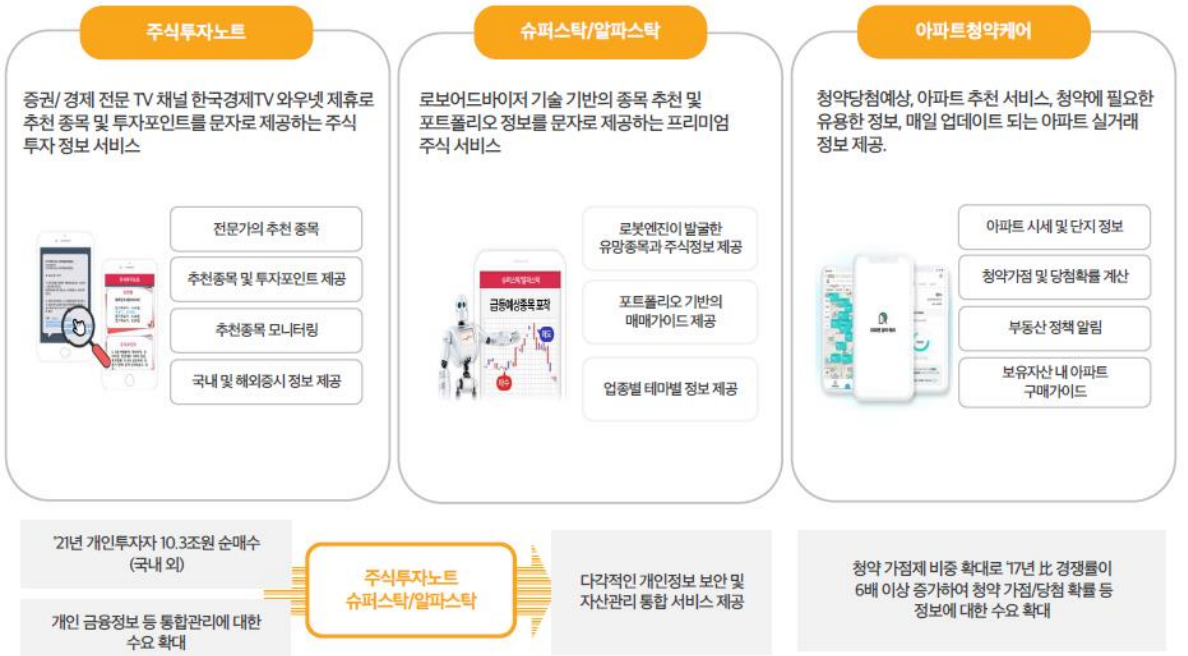 주식투자노트
증권/ 경제 전문 TV 채널 한국경제TV 와우넷 제휴로
추천 종목 및 투자포인트를 문자로 제공하는 주식
투자 정보 서비스
전문가의 추천 종목
추천종목 및 투자포인트 제공
추천종목 모니터링
국내 및 해외증시 정보 제공
슈퍼스탁/알파스탁
로보어드바이저 기술 기반의 종목 추천 및
포트폴리오 정보를 문자로 제공하는 프리미엄
주식 서비스
슈퍼스탁/알파스탁
급등예상종목 포착
매도
매수
로봇엔진이 발굴한
유망종목과 주식정보 제공
포트폴리오 기반의
매매가이드 제공
업종별 테마별 정보 제공
아파트청약케어
청약당첨예상, 아파트 추천 서비스, 청약에 필요한
유용한 정보, 매일 업데이트 되는 아파트 실거래
정보 제공.
아파트 시세 및 단지 정보
청약가점 및 당첨확률 계산
부동산 정책 알림
보유자산 내 아파트
구매가이드
'21년 개인투자자 10.3조원 순매수
(국내 외)
개인 금융정보 등 통합관리에 대한
수요 확대
주식투자노트
슈퍼스탁/알파스탁
다각적인 개인정보 보안 및
자산관리 통합 서비스 제공
청약 가점제 비중 확대로 '17년 比 경쟁률이
6배 이상 증가하여 청약 가점/당첨 확률 등
정보에 대한 수요 확대